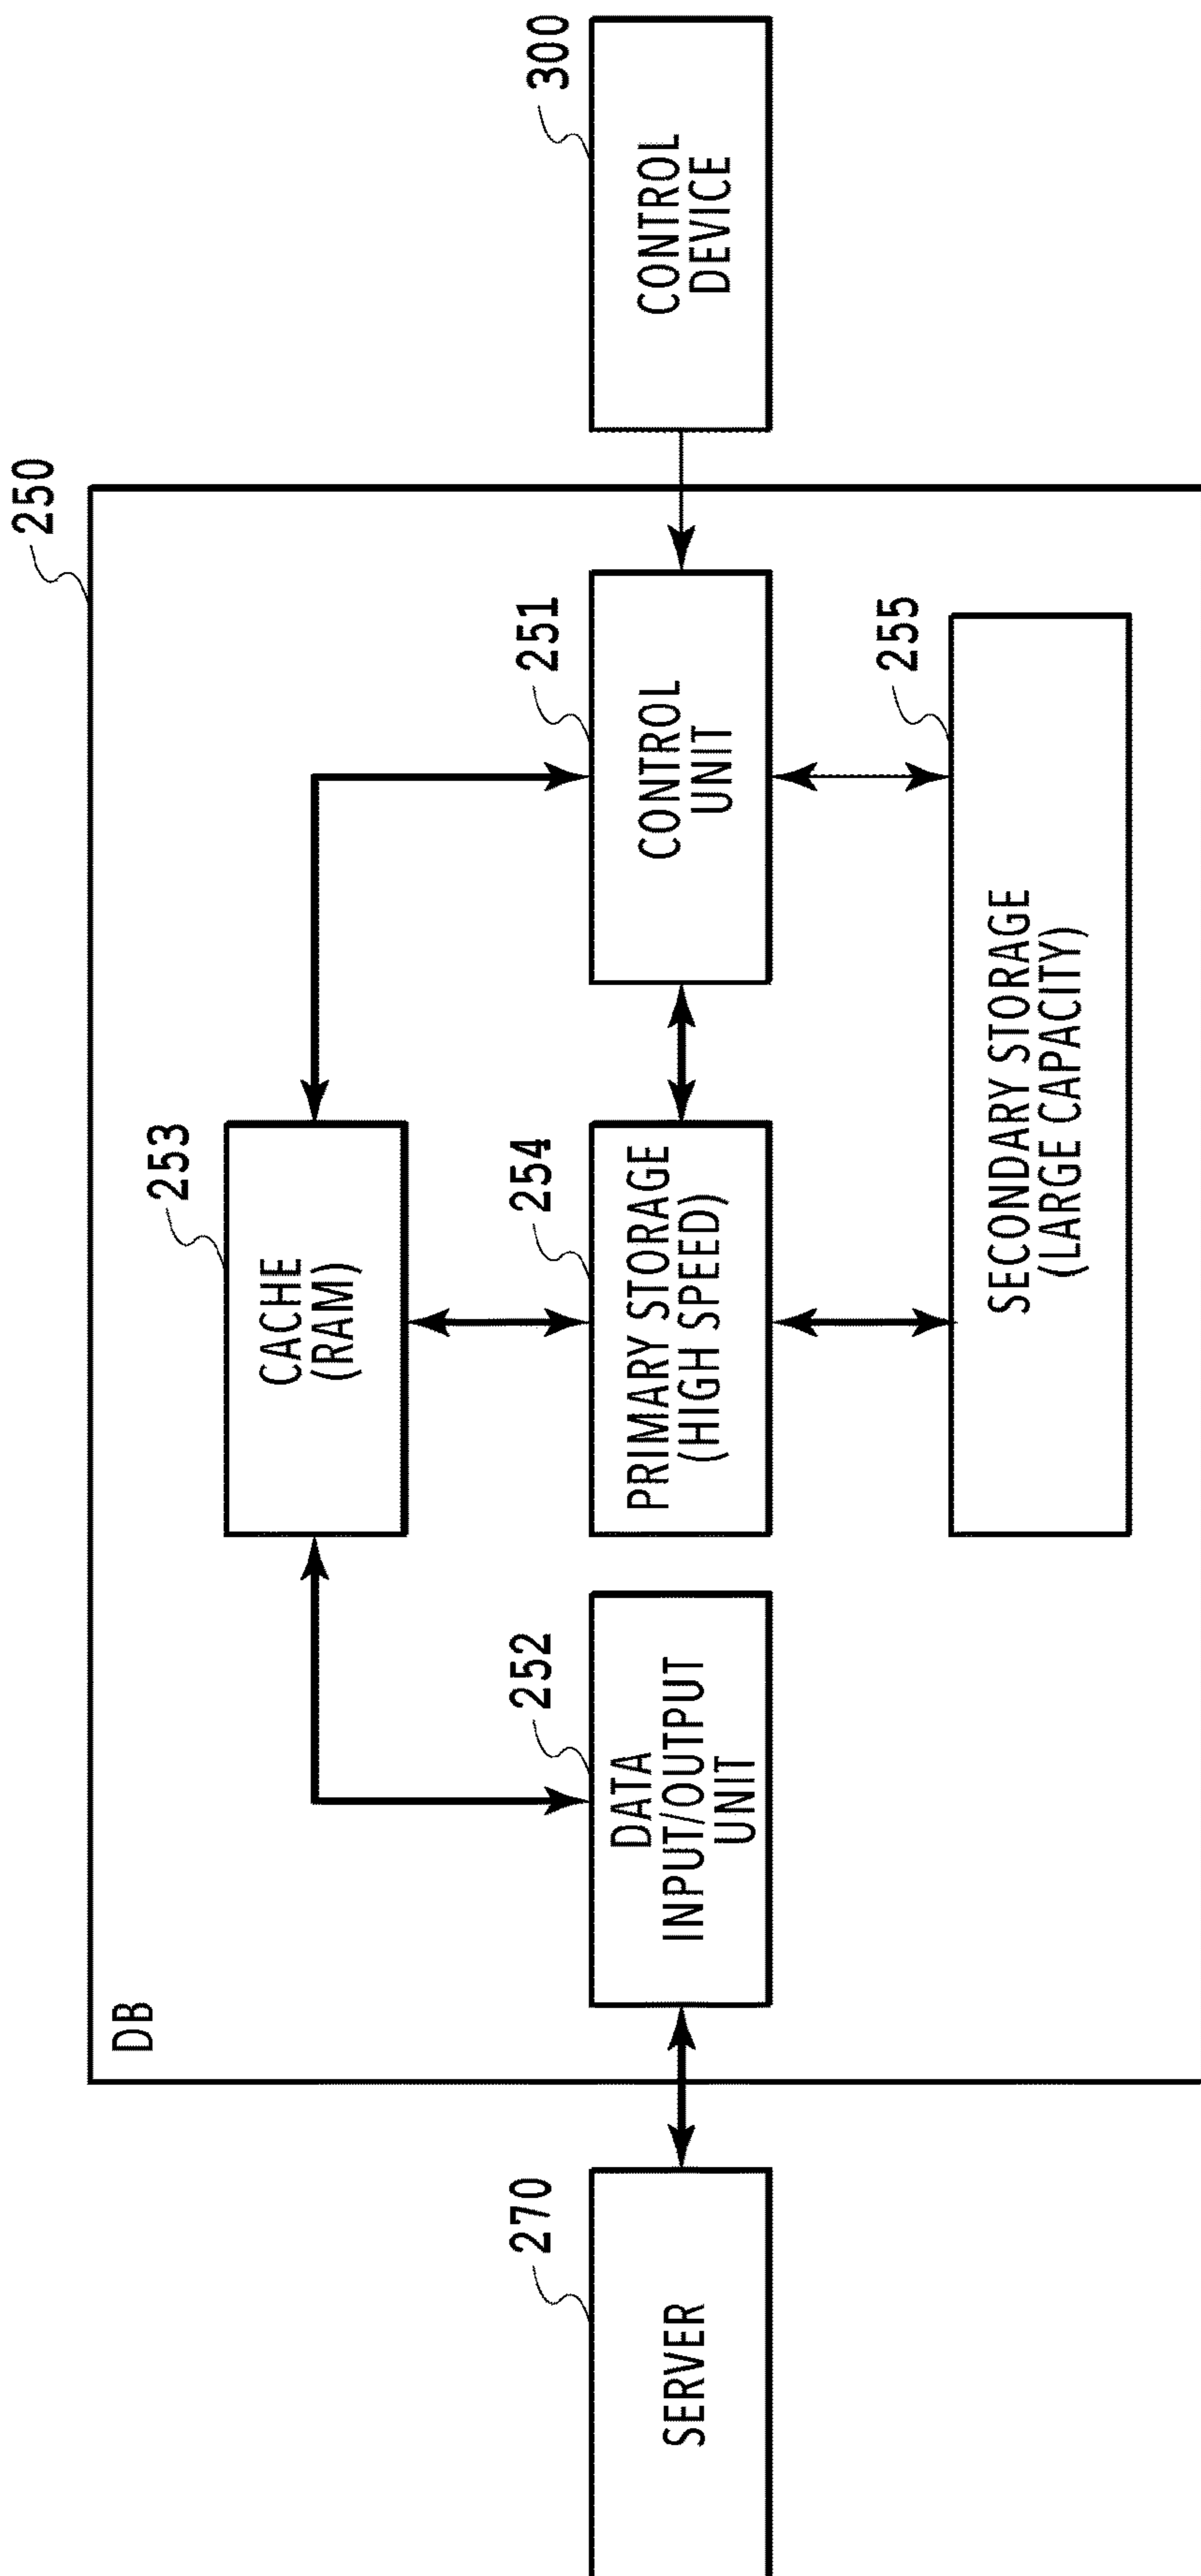 250
DB
253
CACHE
(RAM)
270
SERVER
252
DATA
INPUT/OUTPUT
UNIT
254
PRIMARY STORAGE
(HIGH SPEED)
251
CONTROL
UNIT
300
CONTROL
DEVICE
255
SECONDARY STORAGE
(LARGE CAPACITY)